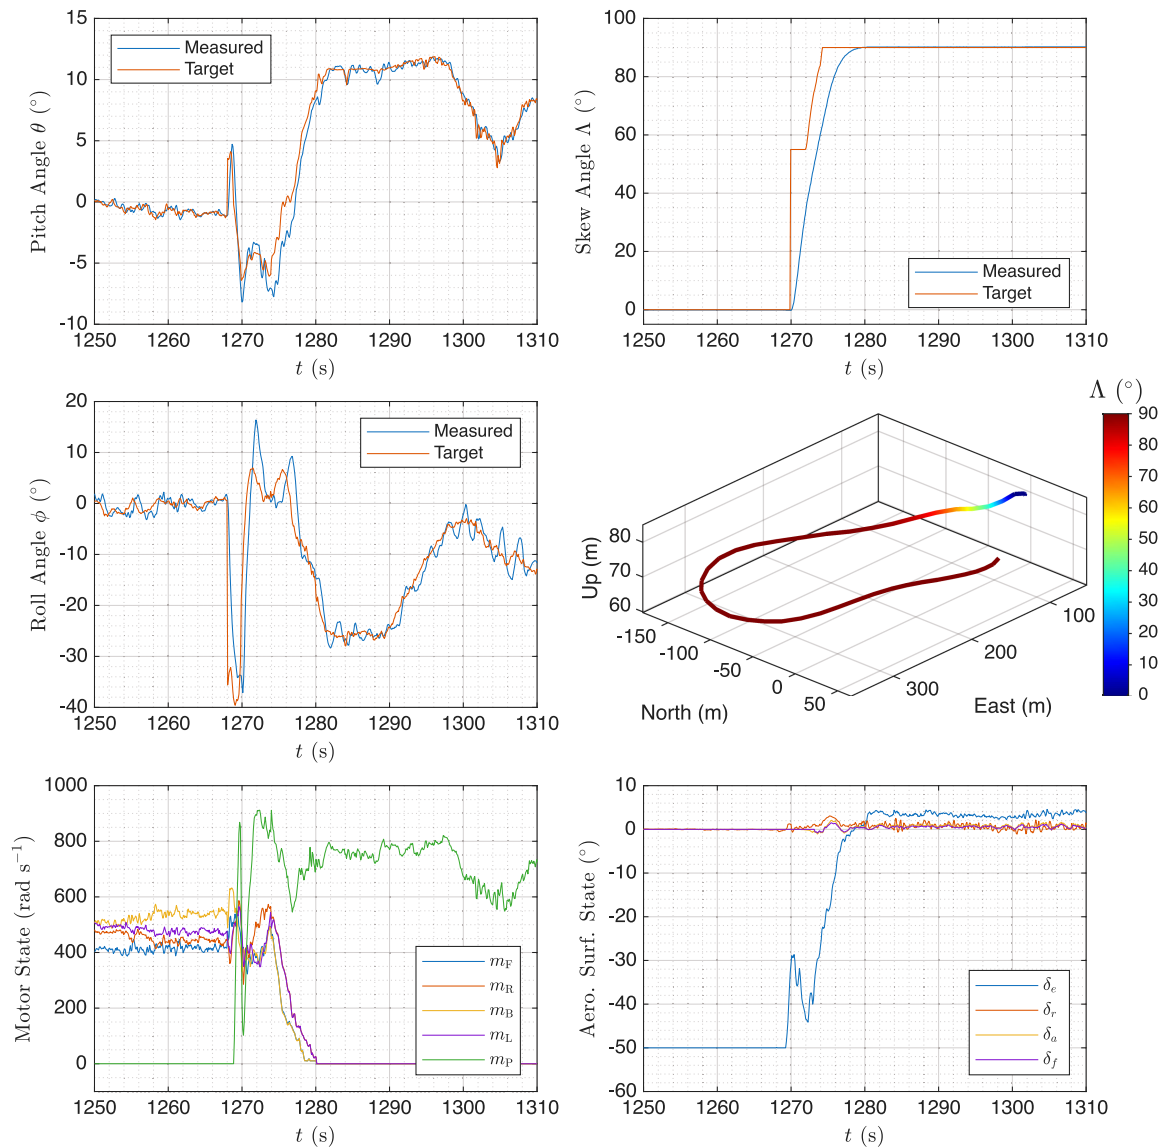 15
10
5
0
-5
-10
1250 1260 1270 1280 1290 1300 1310
Pitch Angle θ (°)
t (s)
Measured
Target
100
80
60
40
20
0
1250 1260 1270 1280 1290 1300 1310
Skew Angle Λ (°)
t (s)
Measured
Target
20
10
0
-10
-20
-30
-40
1250 1260 1270 1280 1290 1300 1310
Roll Angle ϕ (°)
t (s)
Measured
Target
80
70
60
Up (m)
-150
-100
-50
0
50
North (m)
300
200
100
East (m)
Λ (°)
90
80
70
60
50
40
30
20
10
0
1000
800
600
400
200
0
1250 1260 1270 1280 1290 1300 1310
Motor State (rad s⁻¹)
t (s)
m_F
m_R
m_B
m_L
m_P
10
0
-10
-20
-30
-40
-50
-60
1250 1260 1270 1280 1290 1300 1310
Aero. Surf. State (°)
t (s)
δ_e
δ_r
δ_a
δ_f